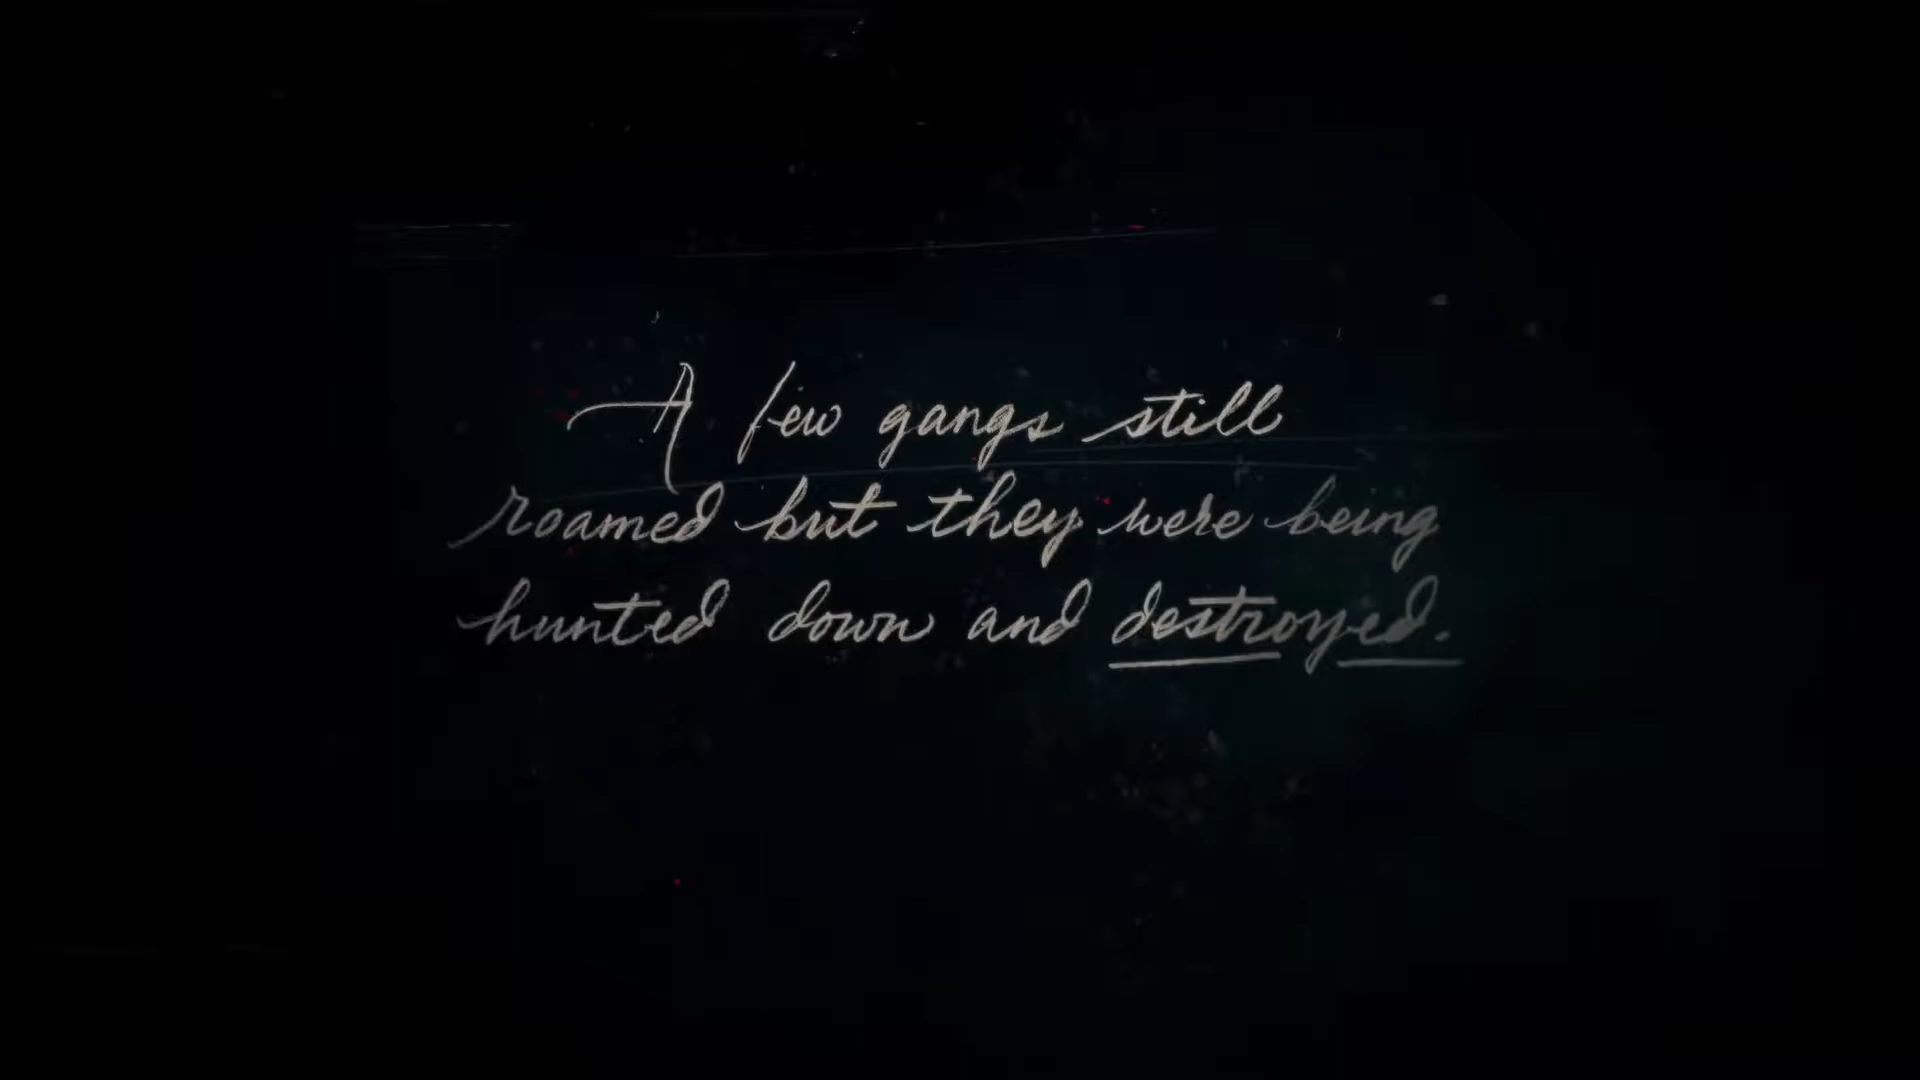 A few gangs still
roamed but they were being
hunted down and destroyed.